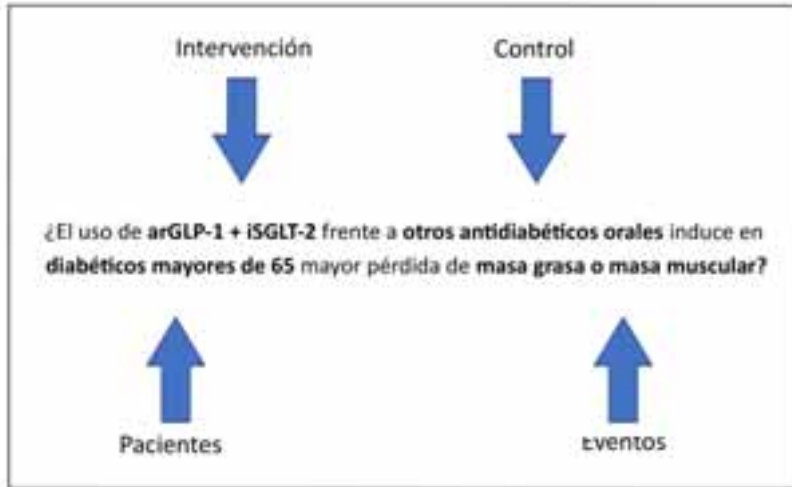 Intervención Control
¿El uso de arGLP-1 + iSGLT-2 frente a otros antidiabéticos orales induce en
diabéticos mayores de 65 mayor pérdida de masa grasa o masa muscular?
Pacientes Eventos